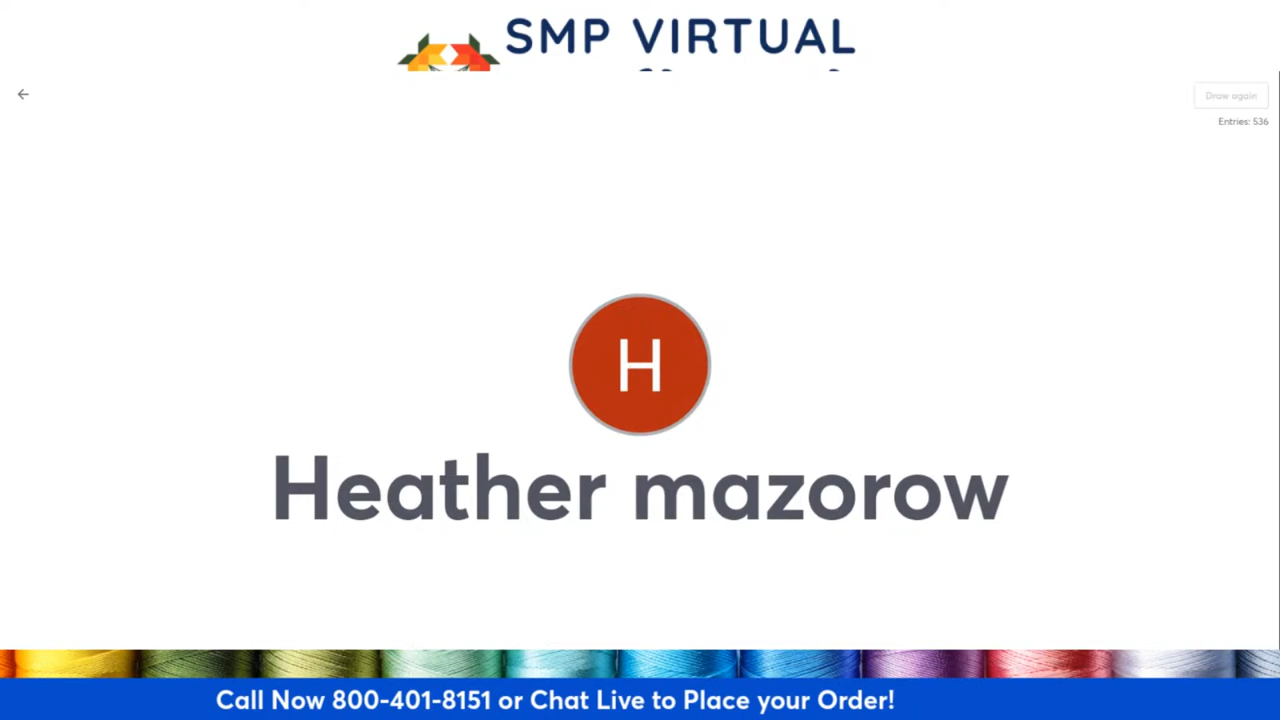 SMP VIRTUAL
Draw again
Entries: 536
H
Heather mazorow
Call Now 800-401-8151 or Chat Live to Place your Order!